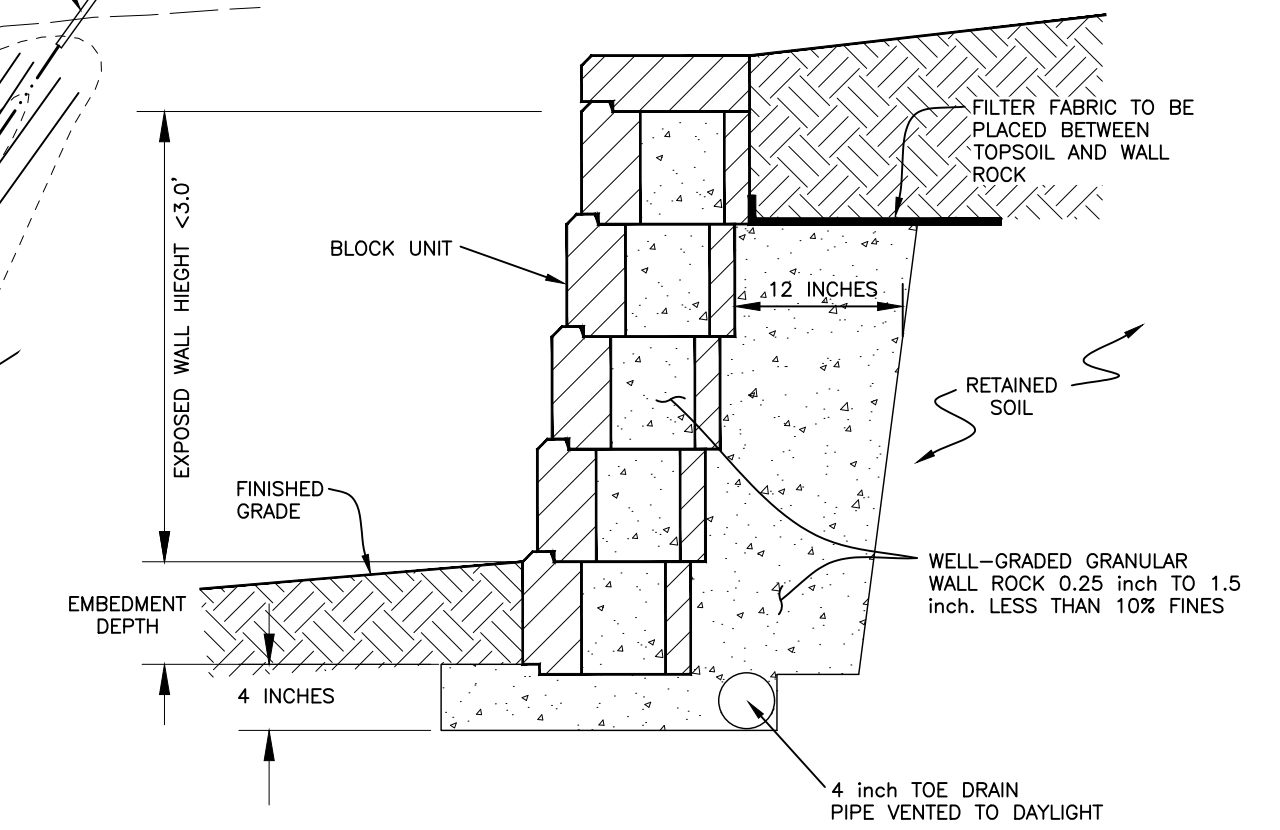 FILTER FABRIC TO BE
PLACED BETWEEN
TOPSOIL AND WALL
ROCK
BLOCK UNIT
12 INCHES
EXPOSED WALL HIEGHT <3.0'
RETAINED
SOIL
FINISHED
GRADE
WELL-GRADED GRANULAR
WALL ROCK 0.25 inch TO 1.5
inch. LESS THAN 10% FINES
EMBEDMENT
DEPTH
4 INCHES
4 inch TOE DRAIN
PIPE VENTED TO DAYLIGHT